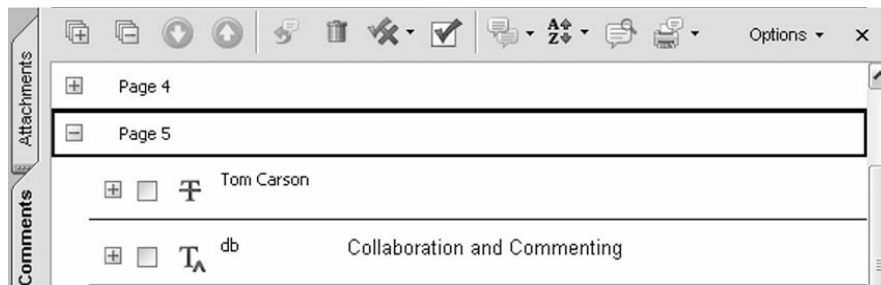 A
Z
Options
x
Attachments
Page 4
Page 5
Comments
T Tom Carson
T db Collaboration and Commenting